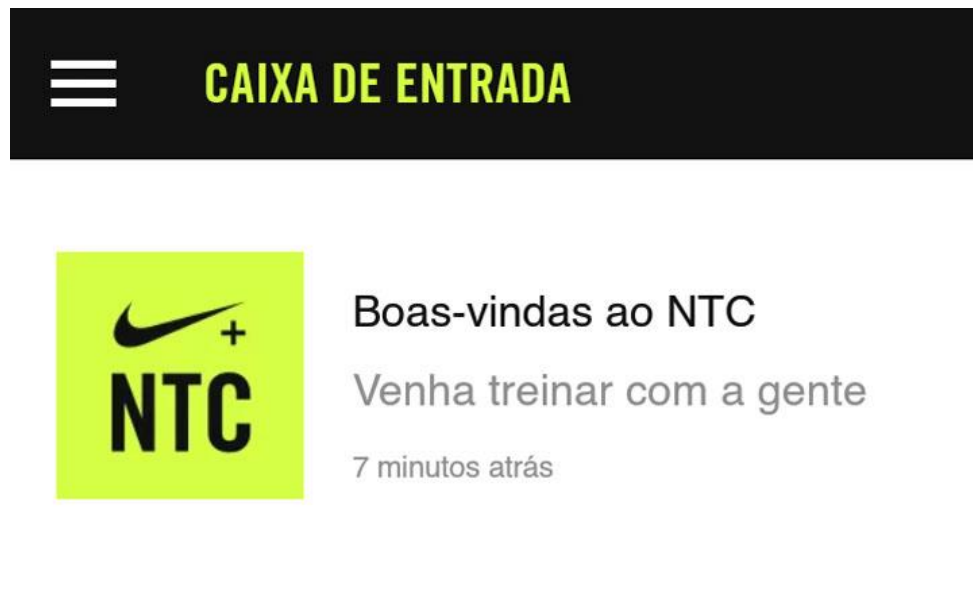 CAIXA DE ENTRADA
+
NTC
Boas-vindas ao NTC
Venha treinar com a gente
7 minutos atrás